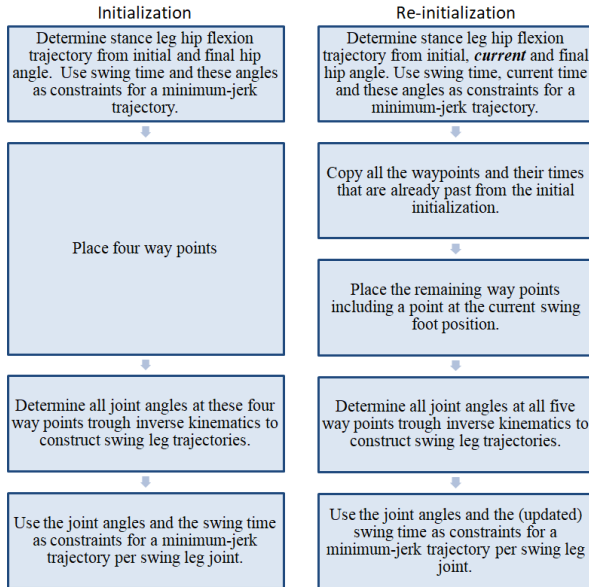 Initialization
Determine stance leg hip flexion
trajectory from initial and final hip
angle.  Use swing time and these angles
as constraints for a minimum-jerk
trajectory.
Place four way points
Determine all joint angles at these four
way points trough inverse kinematics to
construct swing leg trajectories.
Use the joint angles and the swing time
as constraints for a minimum-jerk
trajectory per swing leg joint.
Re-initialization
Determine stance leg hip flexion
trajectory from initial, current and final
hip angle. Use swing time, current time
and these angles as constraints for a
minimum-jerk trajectory.
Copy all the waypoints and their times
that are already past from the initial
initialization.
Place the remaining way points
including a point at the current swing
foot position.
Determine all joint angles at all five
way points trough inverse kinematics to
construct swing leg trajectories.
Use the joint angles and the (updated)
swing time as constraints for a
minimum-jerk trajectory per swing leg
joint.